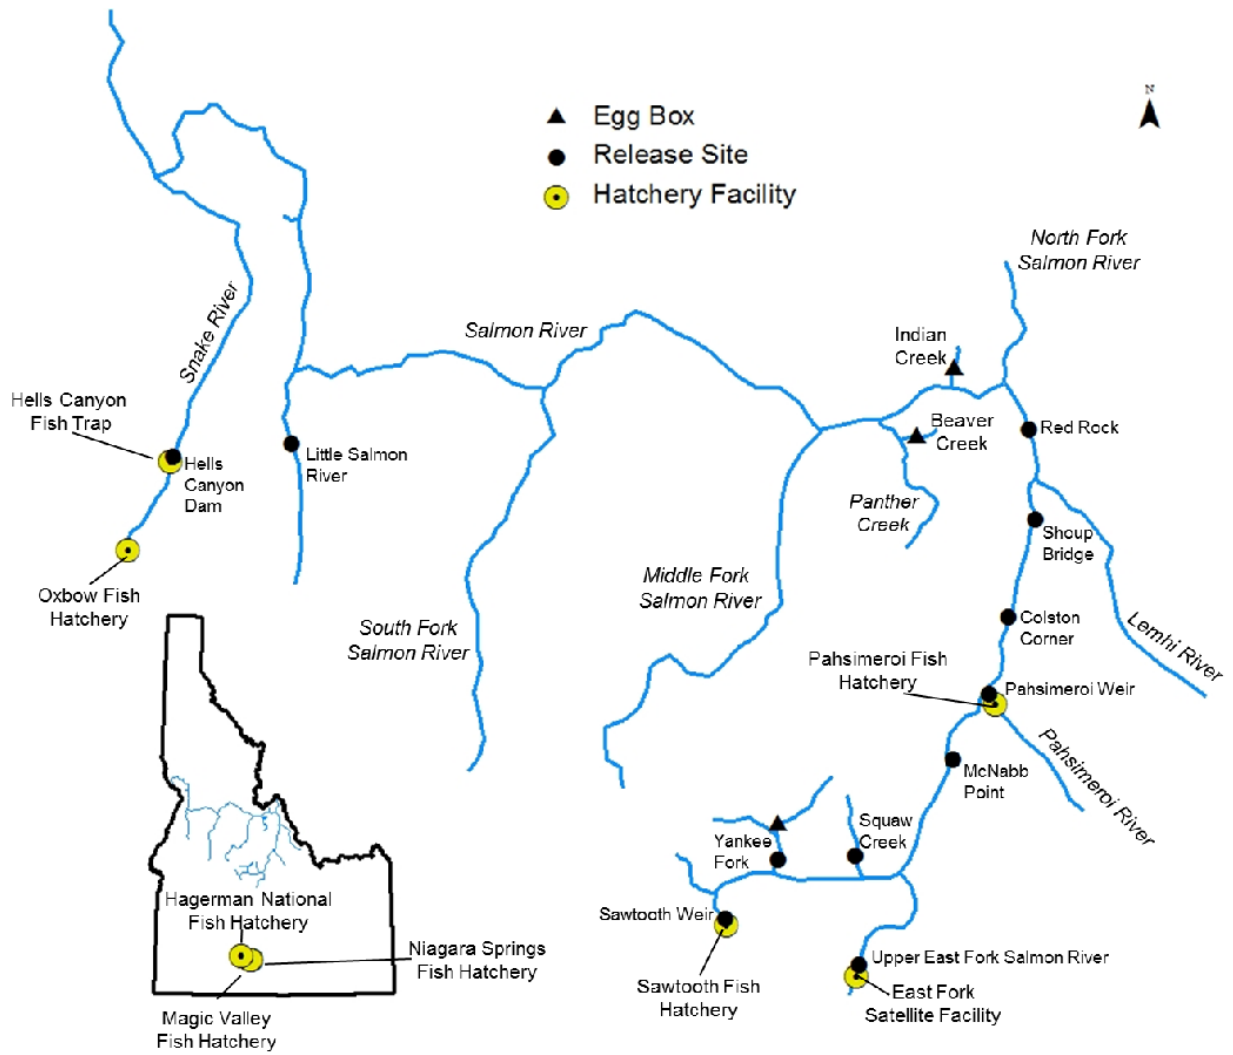 Egg Box
Release Site
Hatchery Facility
N
North Fork
Salmon River
Indian
Creek
Salmon River
Snake River
Hells Canyon
Fish Trap
Hells
Canyon
Dam
Little Salmon
River
Beaver
Creek
Red Rock
Panther
Creek
Shoup
Bridge
Oxbow Fish
Hatchery
Middle Fork
Salmon River
South Fork
Salmon River
Colston
Corner
Lemhi River
Pahsimeroi Fish
Hatchery
Pahsimeroi Weir
Pahsimeroi River
McNabb
Point
Squaw
Creek
Yankee
Fork
Sawtooth Weir
Sawtooth Fish
Hatchery
Upper East Fork Salmon River
East Fork
Satellite Facility
Hagerman National
Fish Hatchery
Niagara Springs
Fish Hatchery
Magic Valley
Fish Hatchery